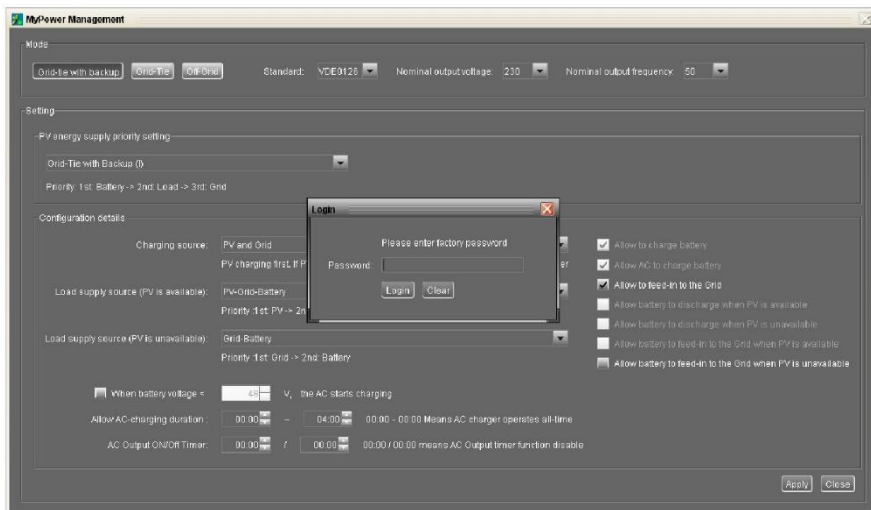 MyPower Management
Mode
Grid-tie with backup Grid-Tie Off-Grid Standard: VDE0126 Nominal output voltage: 230 Nominal output frequency: 50
Setting
PV energy supply priority setting
Grid-Tie with Backup (I)
Priority: 1st: Battery -> 2nd: Load -> 3rd: Grid
Configuration details
Charging source: PV and Grid
PV charging first. If P er
Load supply source (PV is available): PV-Grid-Battery
Priority :1st: PV -> 2n
Load supply source (PV is unavailable): Grid-Battery
Priority :1st: Grid -> 2nd: Battery
When battery voltage < 48 V, the AC starts charging
Allow AC-charging duration : 00:00 – 04:00 00:00 - 00:00 Means AC charger operates all-time
AC Output ON/Off Timer: 00:00 / 00:00 00:00 / 00:00 means AC Output timer function disable
Login
Please enter factory password
Password:
Login Clear
Allow to charge battery
Allow AC to charge battery
Allow to feed-in to the Grid
Allow battery to discharge when PV is available
Allow battery to discharge when PV is unavailable
Allow battery to feed-in to the Grid when PV is available
Allow battery to feed-in to the Grid when PV is unavailable
Apply Close